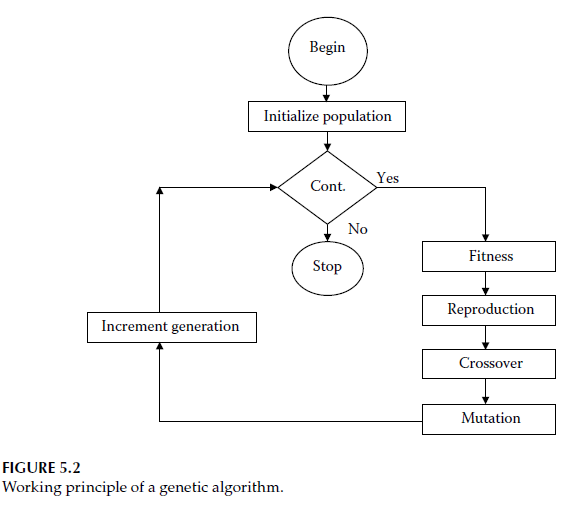 Begin
Initialize population
Cont.
Yes
No
Stop
Fitness
Reproduction
Crossover
Mutation
Increment generation
FIGURE 5.2
Working principle of a genetic algorithm.